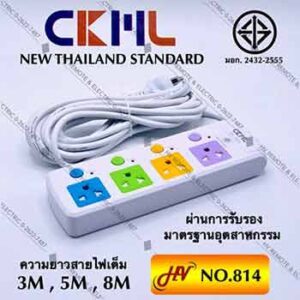 CKML
NEW THAILAND STANDARD
มอก. 2432-2555
CKML
ผ่านการรับรอง
มาตรฐานอุตสาหกรรม
ความยาวสายไฟเต็ม
3M , 5M , 8M
HV NO.814